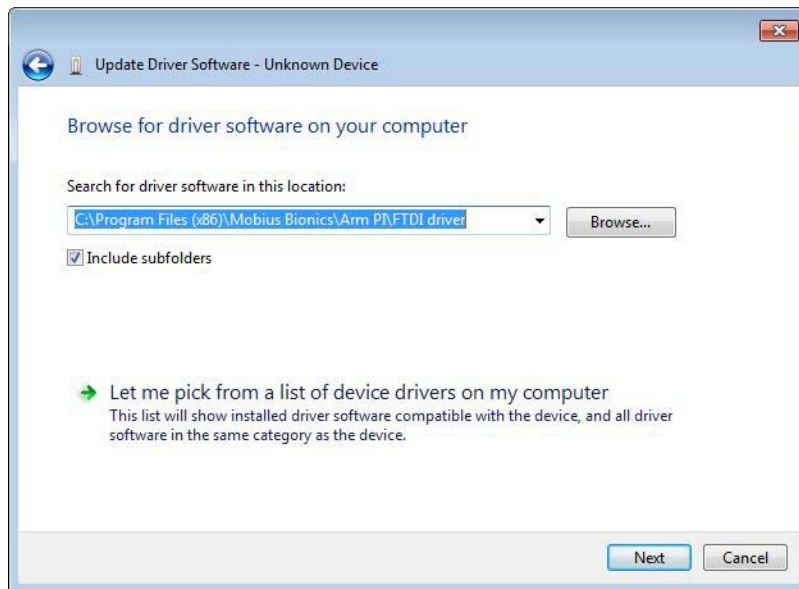 Update Driver Software - Unknown Device
Browse for driver software on your computer
Search for driver software in this location:
C:\Program Files (x86)\Mobius Bionics\Arm PI\FTDI driver
Browse...
Include subfolders
Let me pick from a list of device drivers on my computer
This list will show installed driver software compatible with the device, and all driver
software in the same category as the device.
Next
Cancel